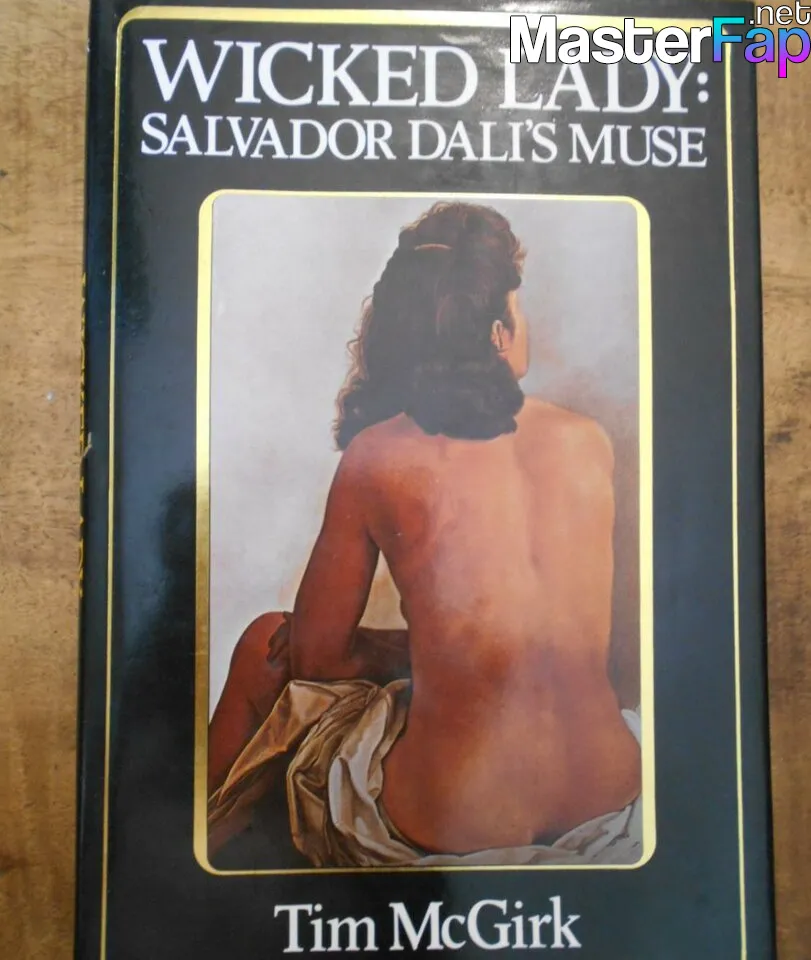 .net
MasterFap
WICKED LADY:
SALVADOR DALI'S MUSE
Tim McGirk